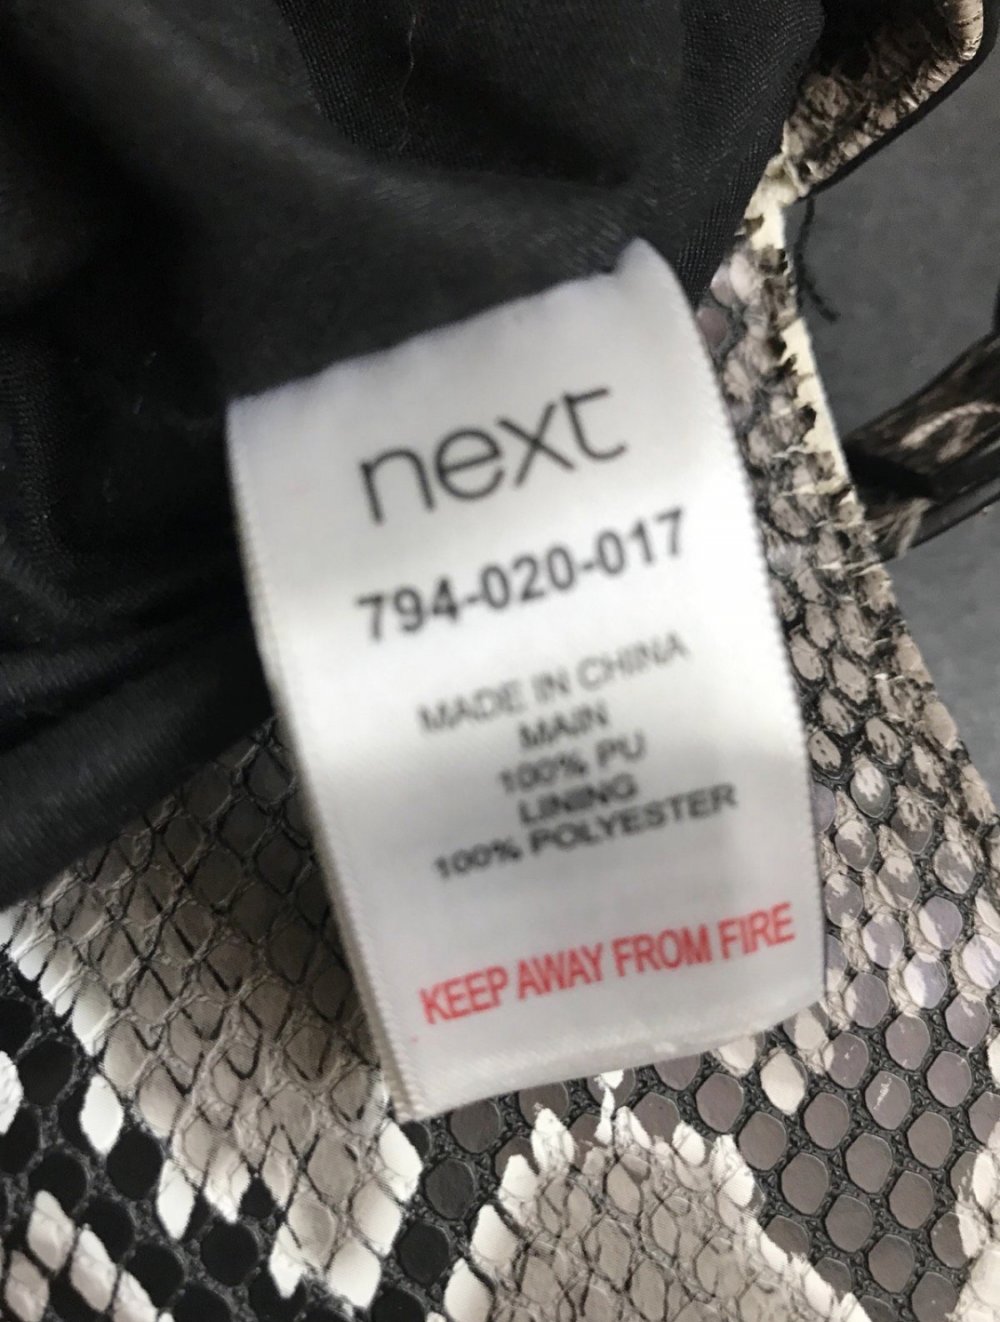 next
794-020-017
MADE IN CHINA
MAIN
100% PU
LINING
100% POLYESTER
KEEP AWAY FROM FIRE